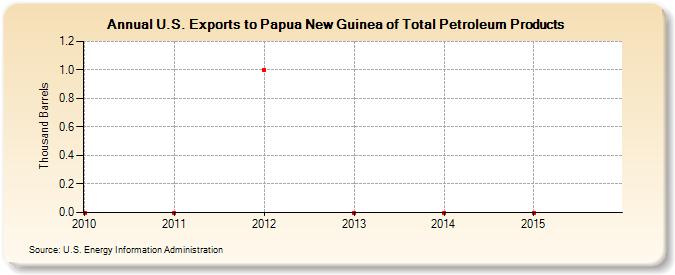 Annual U.S. Exports to Papua New Guinea of Total Petroleum Products
Thousand Barrels
1.2
1.0
0.8
0.6
0.4
0.2
0.0
2010 2011 2012 2013 2014 2015
Source: U.S. Energy Information Administration